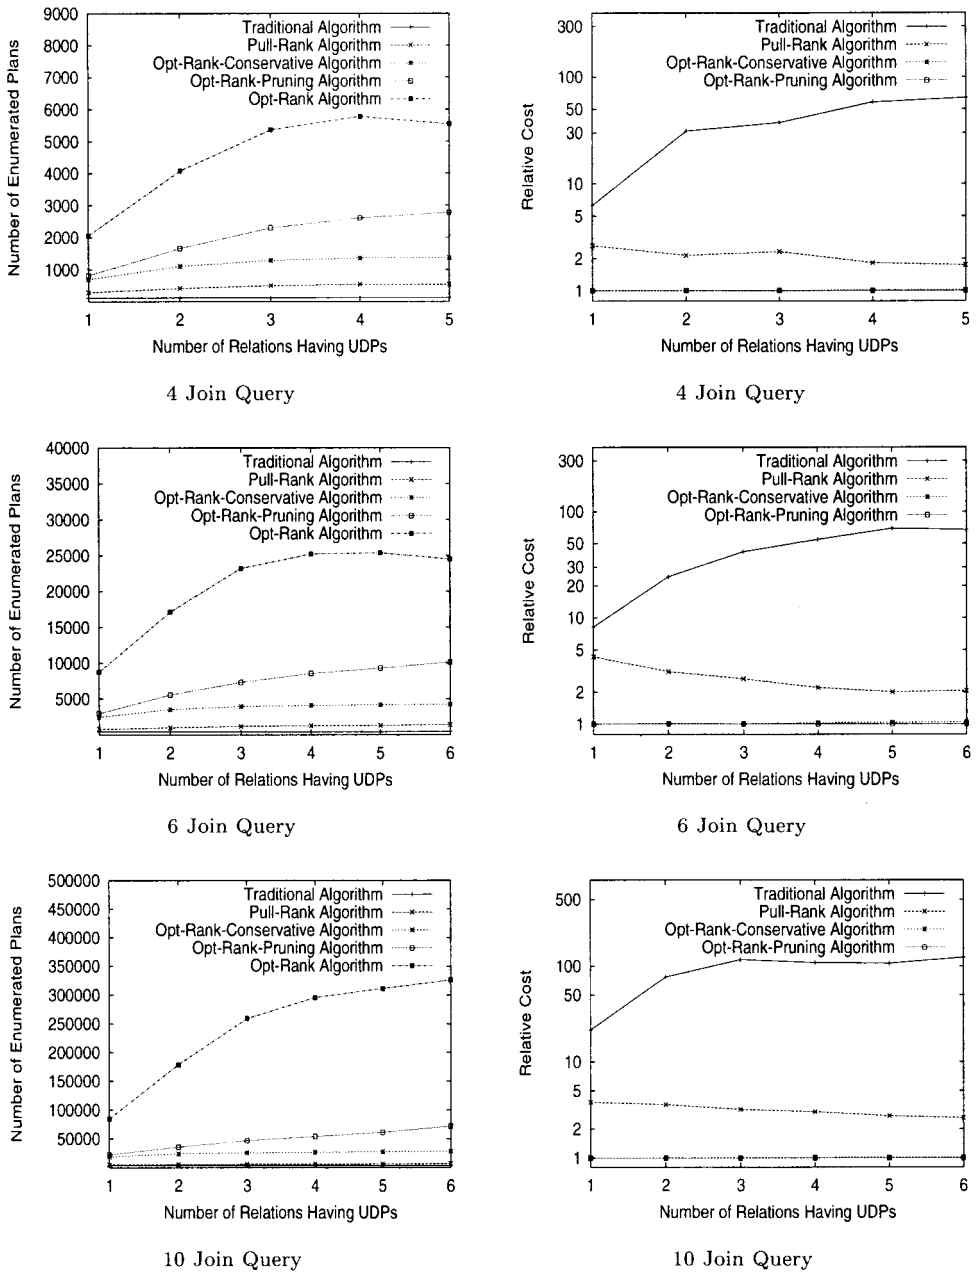 Number of Enumerated Plans
9000
8000
7000
6000
5000
4000
3000
2000
1000
Traditional Algorithm
Pull-Rank Algorithm
Opt-Rank-Conservative Algorithm
Opt-Rank-Pruning Algorithm
Opt-Rank Algorithm
1 2 3 4 5
Number of Relations Having UDPs
4 Join Query
Relative Cost
300
100
50
30
10
5
2
1
Traditional Algorithm
Pull-Rank Algorithm
Opt-Rank-Conservative Algorithm
Opt-Rank-Pruning Algorithm
1 2 3 4 5
Number of Relations Having UDPs
4 Join Query
Number of Enumerated Plans
40000
35000
30000
25000
20000
15000
10000
5000
Traditional Algorithm
Pull-Rank Algorithm
Opt-Rank-Conservative Algorithm
Opt-Rank-Pruning Algorithm
Opt-Rank Algorithm
1 2 3 4 5 6
Number of Relations Having UDPs
6 Join Query
Relative Cost
300
100
50
30
20
10
5
2
1
Traditional Algorithm
Pull-Rank Algorithm
Opt-Rank-Conservative Algorithm
Opt-Rank-Pruning Algorithm
1 2 3 4 5 6
Number of Relations Having UDPs
6 Join Query
Number of Enumerated Plans
500000
450000
400000
350000
300000
250000
200000
150000
100000
50000
Traditional Algorithm
Pull-Rank Algorithm
Opt-Rank-Conservative Algorithm
Opt-Rank-Pruning Algorithm
Opt-Rank Algorithm
1 2 3 4 5 6
Number of Relations Having UDPs
10 Join Query
Relative Cost
500
100
50
10
5
2
1
Traditional Algorithm
Pull-Rank Algorithm
Opt-Rank-Conservative Algorithm
Opt-Rank-Pruning Algorithm
1 2 3 4 5 6
Number of Relations Having UDPs
10 Join Query